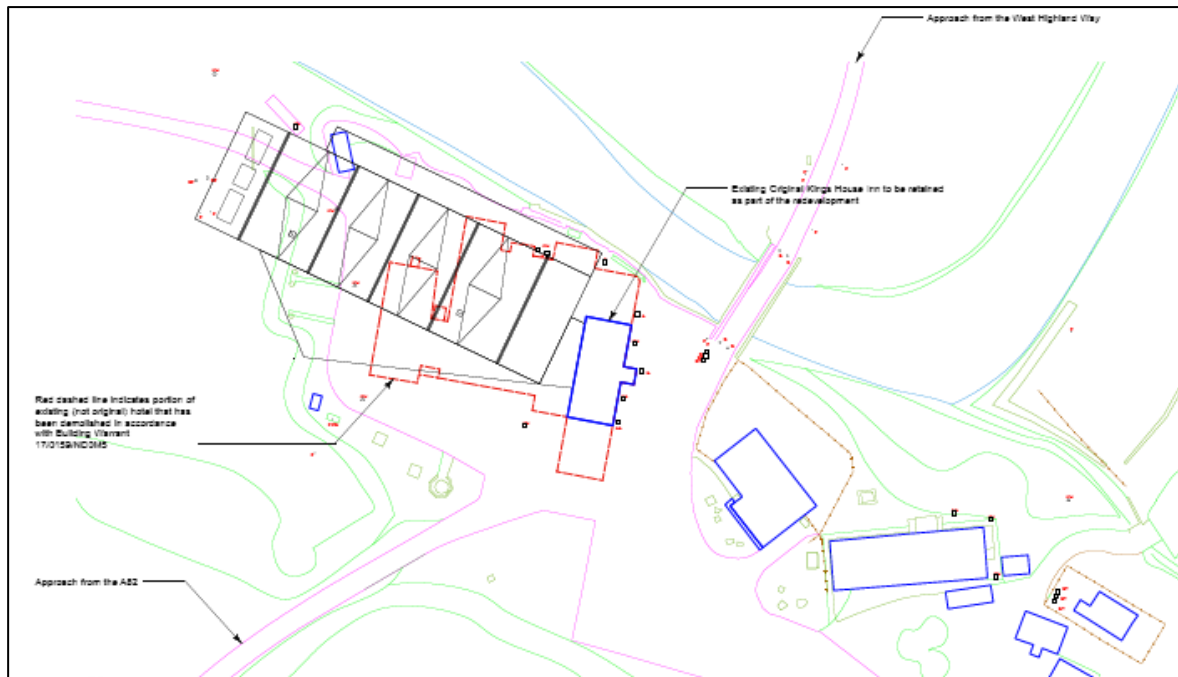 Approach from the West Highland Way
Existing Original Kings House Inn to be retained
as part of the redevelopment
Red dashed line indicates portion of
existing (not original) hotel that has
been demolished in accordance
with Building Warrant
Approach from the A82